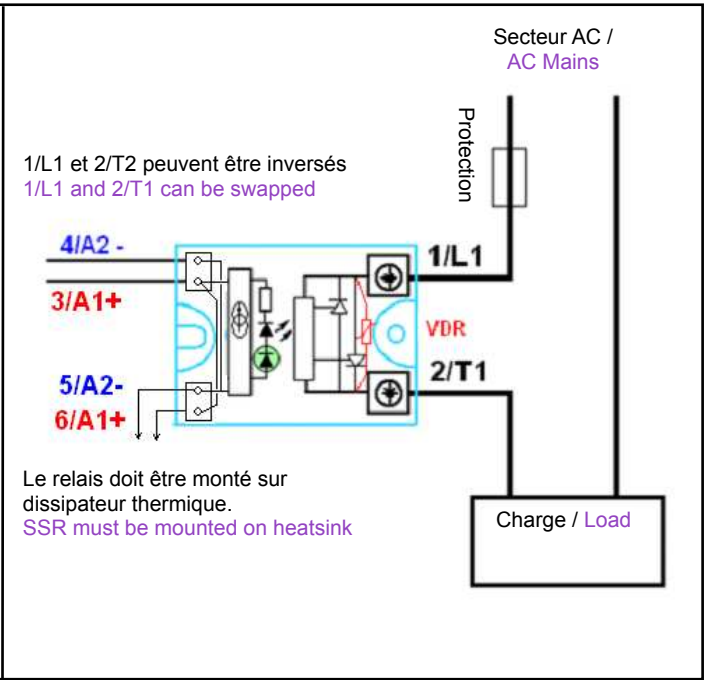 Secteur AC /
AC Mains
Protection
1/L1 et 2/T2 peuvent être inversés
1/L1 and 2/T1 can be swapped
4/A2 -
3/A1+
1/L1
VDR
2/T1
5/A2-
6/A1+
Le relais doit être monté sur
dissipateur thermique.
SSR must be mounted on heatsink
Charge / Load